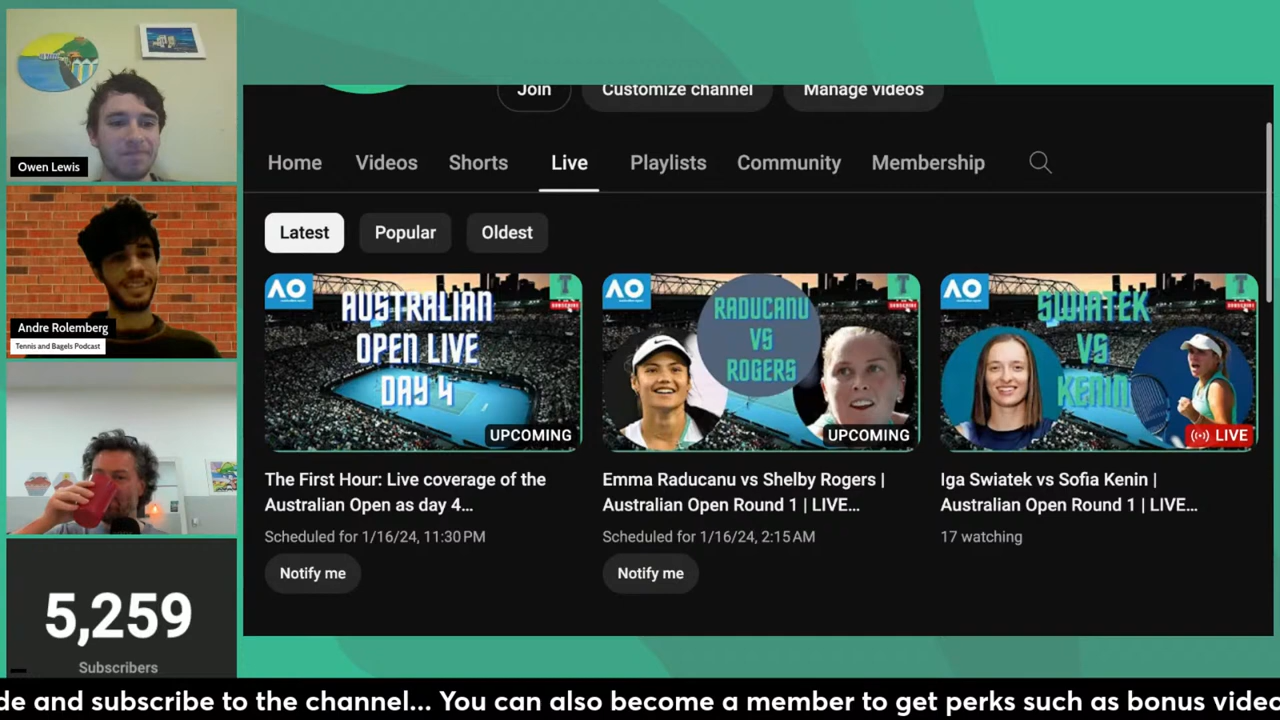 Owen Lewis
Andre Rolemberg
Tennis and Bagels Podcast
5,259
Subscribers
Join
Customize channel
Manage videos
Home
Videos
Shorts
Live
Playlists
Community
Membership
Latest
Popular
Oldest
AO
AUSTRALIAN
OPEN LIVE
DAY 4
UPCOMING
The First Hour: Live coverage of the
Australian Open as day 4...
Scheduled for 1/16/24, 11:30 PM
Notify me
AO
RADUCANU
VS
ROGERS
UPCOMING
Emma Raducanu vs Shelby Rogers |
Australian Open Round 1 | LIVE...
Scheduled for 1/16/24, 2:15 AM
Notify me
AO
SWIATEK
VS
KENIN
LIVE
Iga Swiatek vs Sofia Kenin |
Australian Open Round 1 | LIVE...
17 watching
de and subscribe to the channel... You can also become a member to get perks such as bonus video